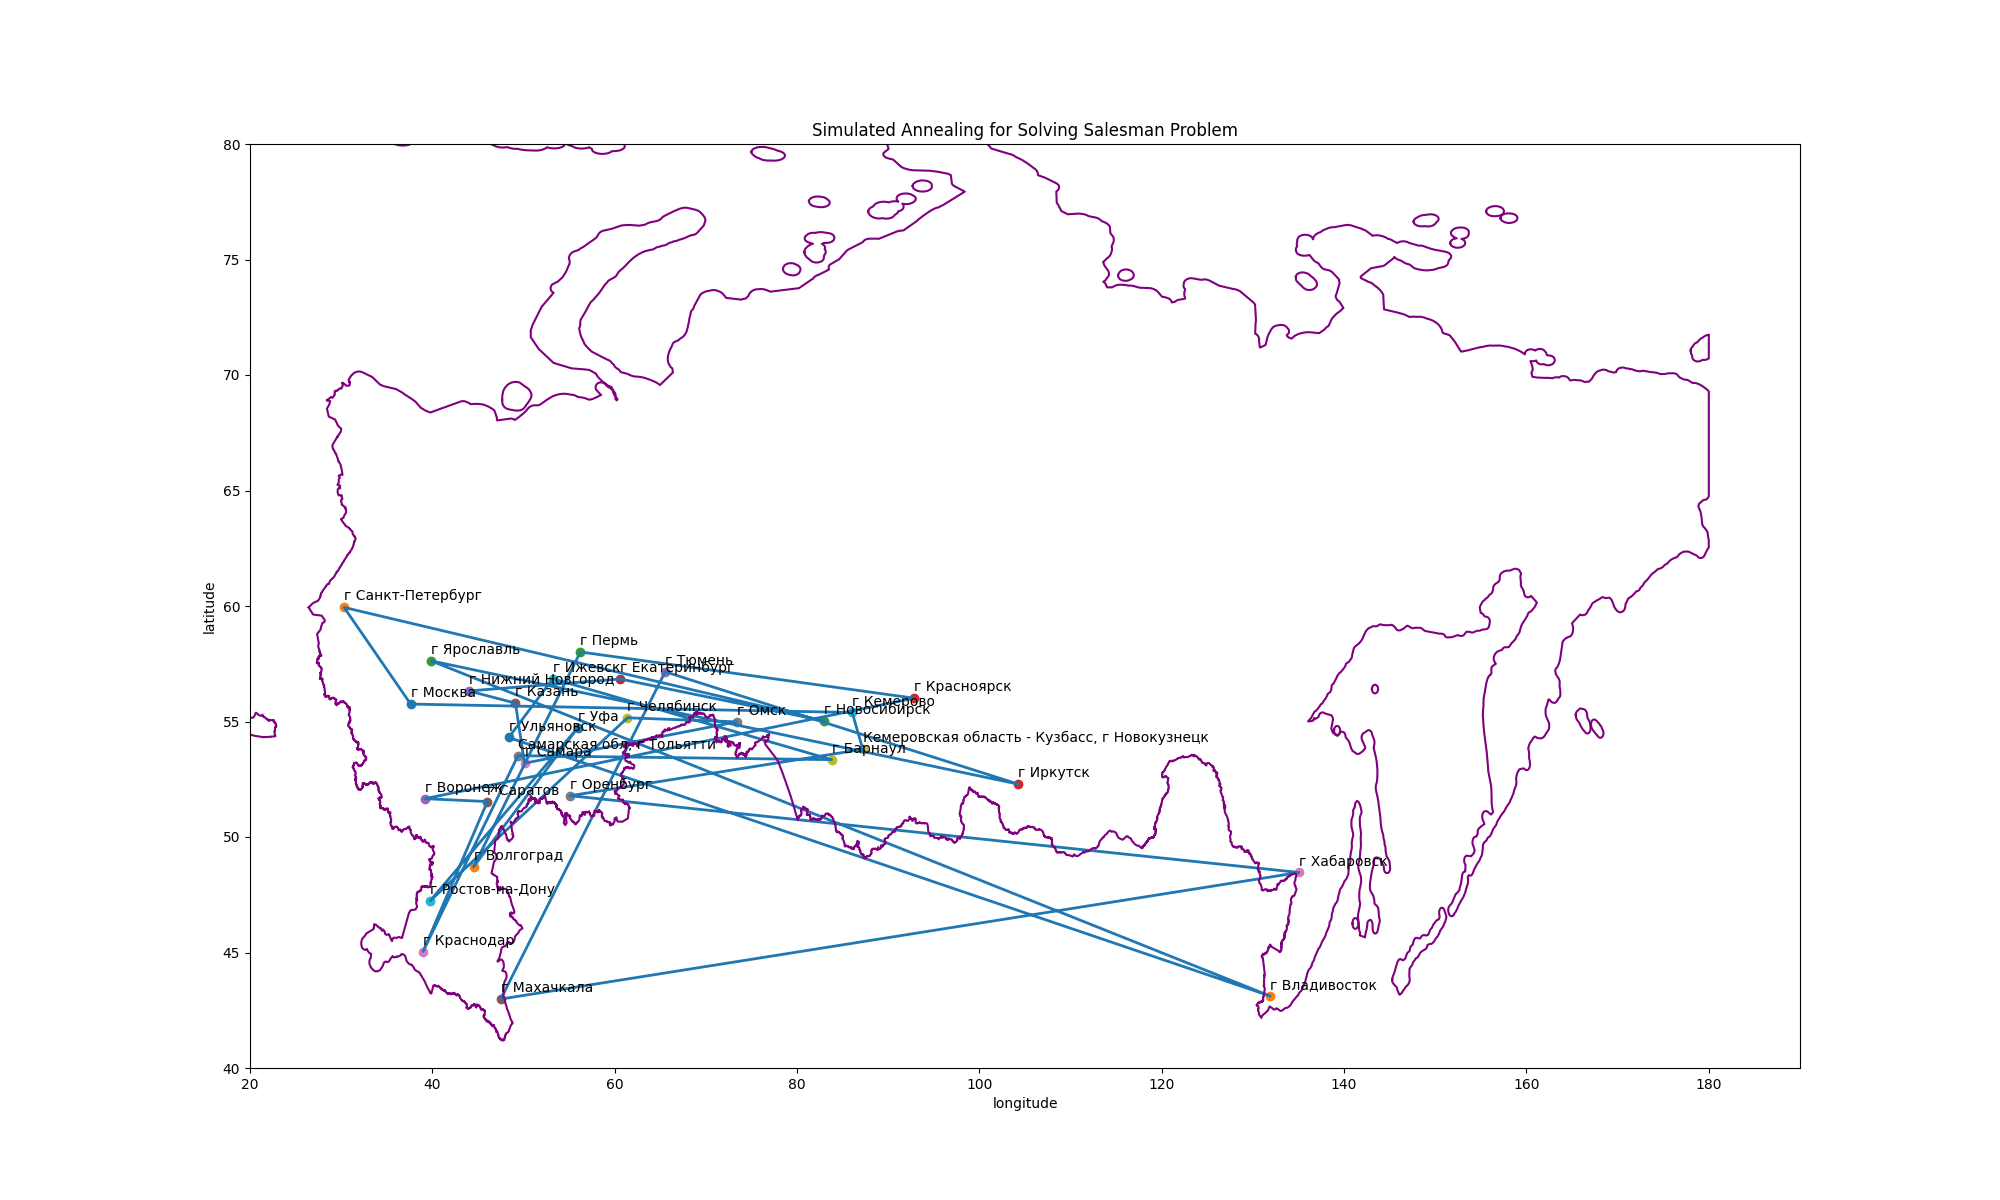 Simulated Annealing for Solving Salesman Problem
80
75
70
65
60
55
50
45
40
latitude
г Санкт-Петербург
г Пермь
г Ярославль
г Тюмень
г Ижевск
г Екатеринбург
г Нижний Новгород
г Красноярск
г Москва
г Казань
г Кемерово
г Челябинск
г Омск
г Новосибирск
г Уфа
г Ульяновск
Кемеровская область - Кузбасс, г Новокузнецк
Самарская обл, г Тольятти
г Самара
г Барнаул
г Иркутск
г Оренбург
г Воронеж
г Саратов
г Волгоград
г Хабаровск
г Ростов-на-Дону
г Краснодар
г Махачкала
г Владивосток
20
40
60
80
100
120
140
160
180
longitude